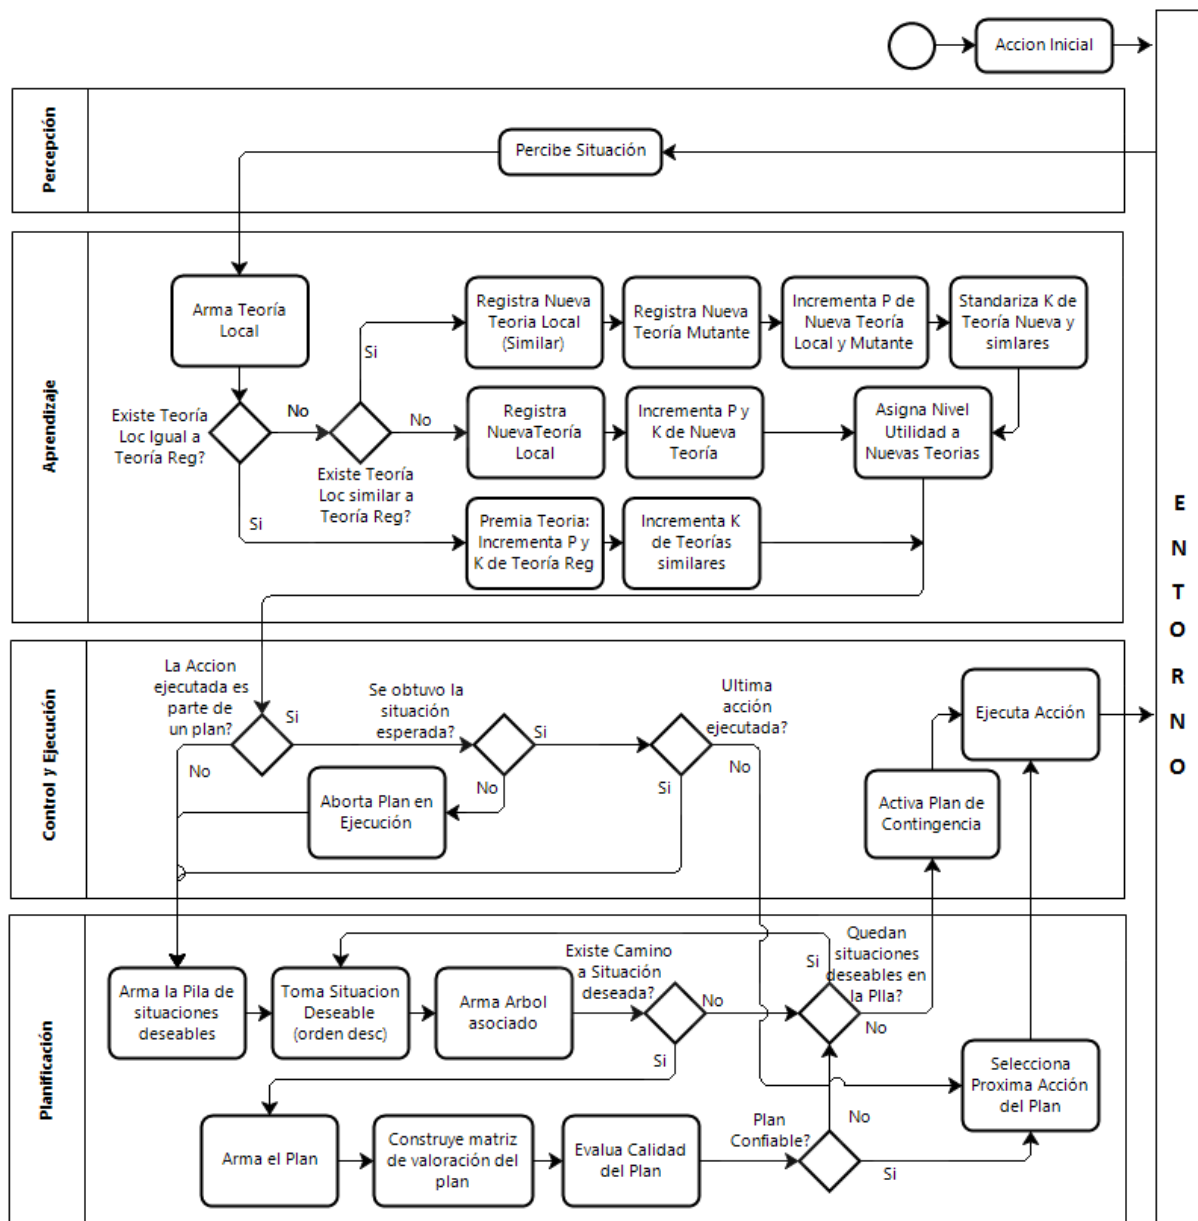 Accion Inicial
Percepción
Percibe Situación
Aprendizaje
Arma Teoría
Local
Registra Nueva
Teoria Local
(Similar)
Registra Nueva
Teoría Mutante
Incrementa P de
Nueva Teoría
Local y Mutante
Standariza K de
Teoría Nueva y
simlares
Si
Existe Teoría
Loc Igual a
Teoría Reg?
No
No
Existe Teoría
Loc similar a
Teoría Reg?
Registra
NuevaTeoría
Local
Incrementa P y
K de Nueva
Teoría
Asigna Nivel
Utilidad a
Nuevas Teorias
Si
Premia Teoria:
Incrementa P y
K de Teoría Reg
Incrementa K
de Teorías
similares
E
N
T
O
R
N
O
Control y Ejecución
La Accion
ejecutada es
parte de
un plan?
Si
No
Se obtuvo la
situación
esperada?
Si
No
Ultima
acción
ejecutada?
No
Si
Aborta Plan en
Ejecución
Ejecuta Acción
Activa Plan de
Contingencia
Planificación
Arma la Pila de
situaciones
deseables
Toma Situacion
Deseable
(orden desc)
Arma Arbol
asociado
Existe Camino
a Situación
deseada?
No
Si
Quedan
situaciones
deseables en
la PIla?
Si
No
Selecciona
Proxima Acción
del Plan
Arma el Plan
Construye matriz
de valoración del
plan
Evalua Calidad
del Plan
Plan
Confiable?
No
Si